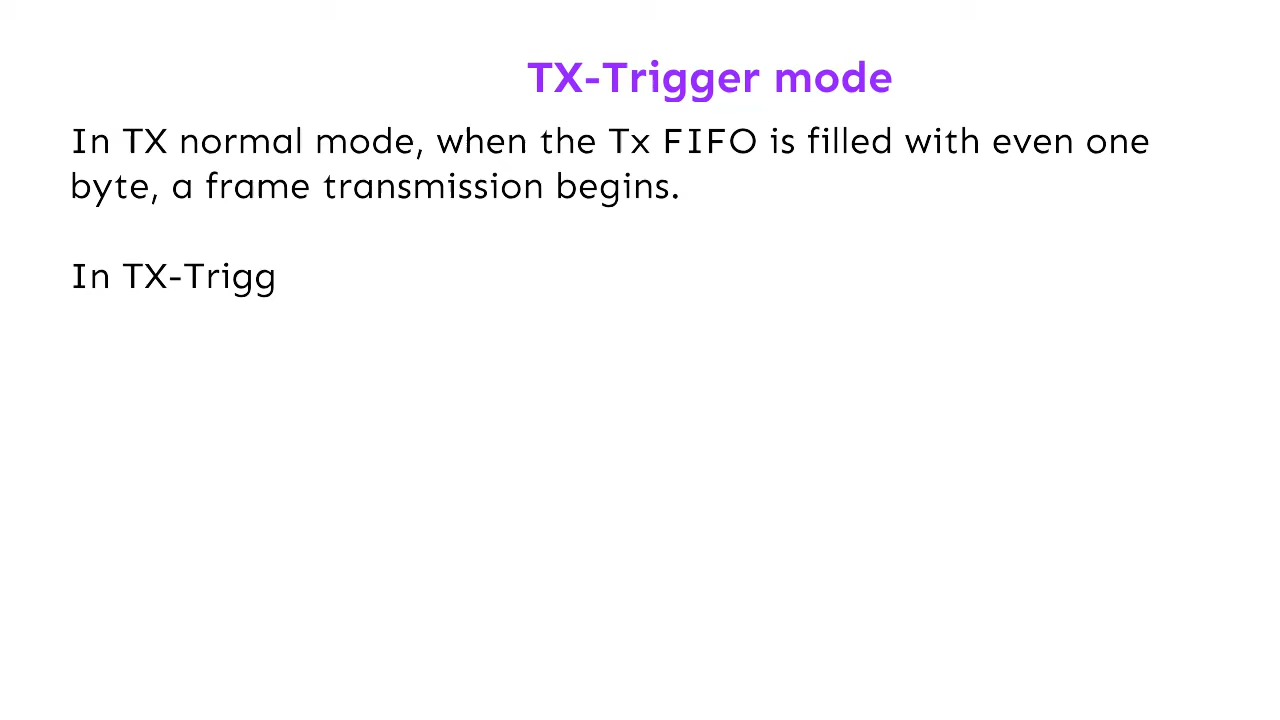 TX-Trigger mode
In TX normal mode, when the Tx FIFO is filled with even one
byte, a frame transmission begins.
In TX-Trigg